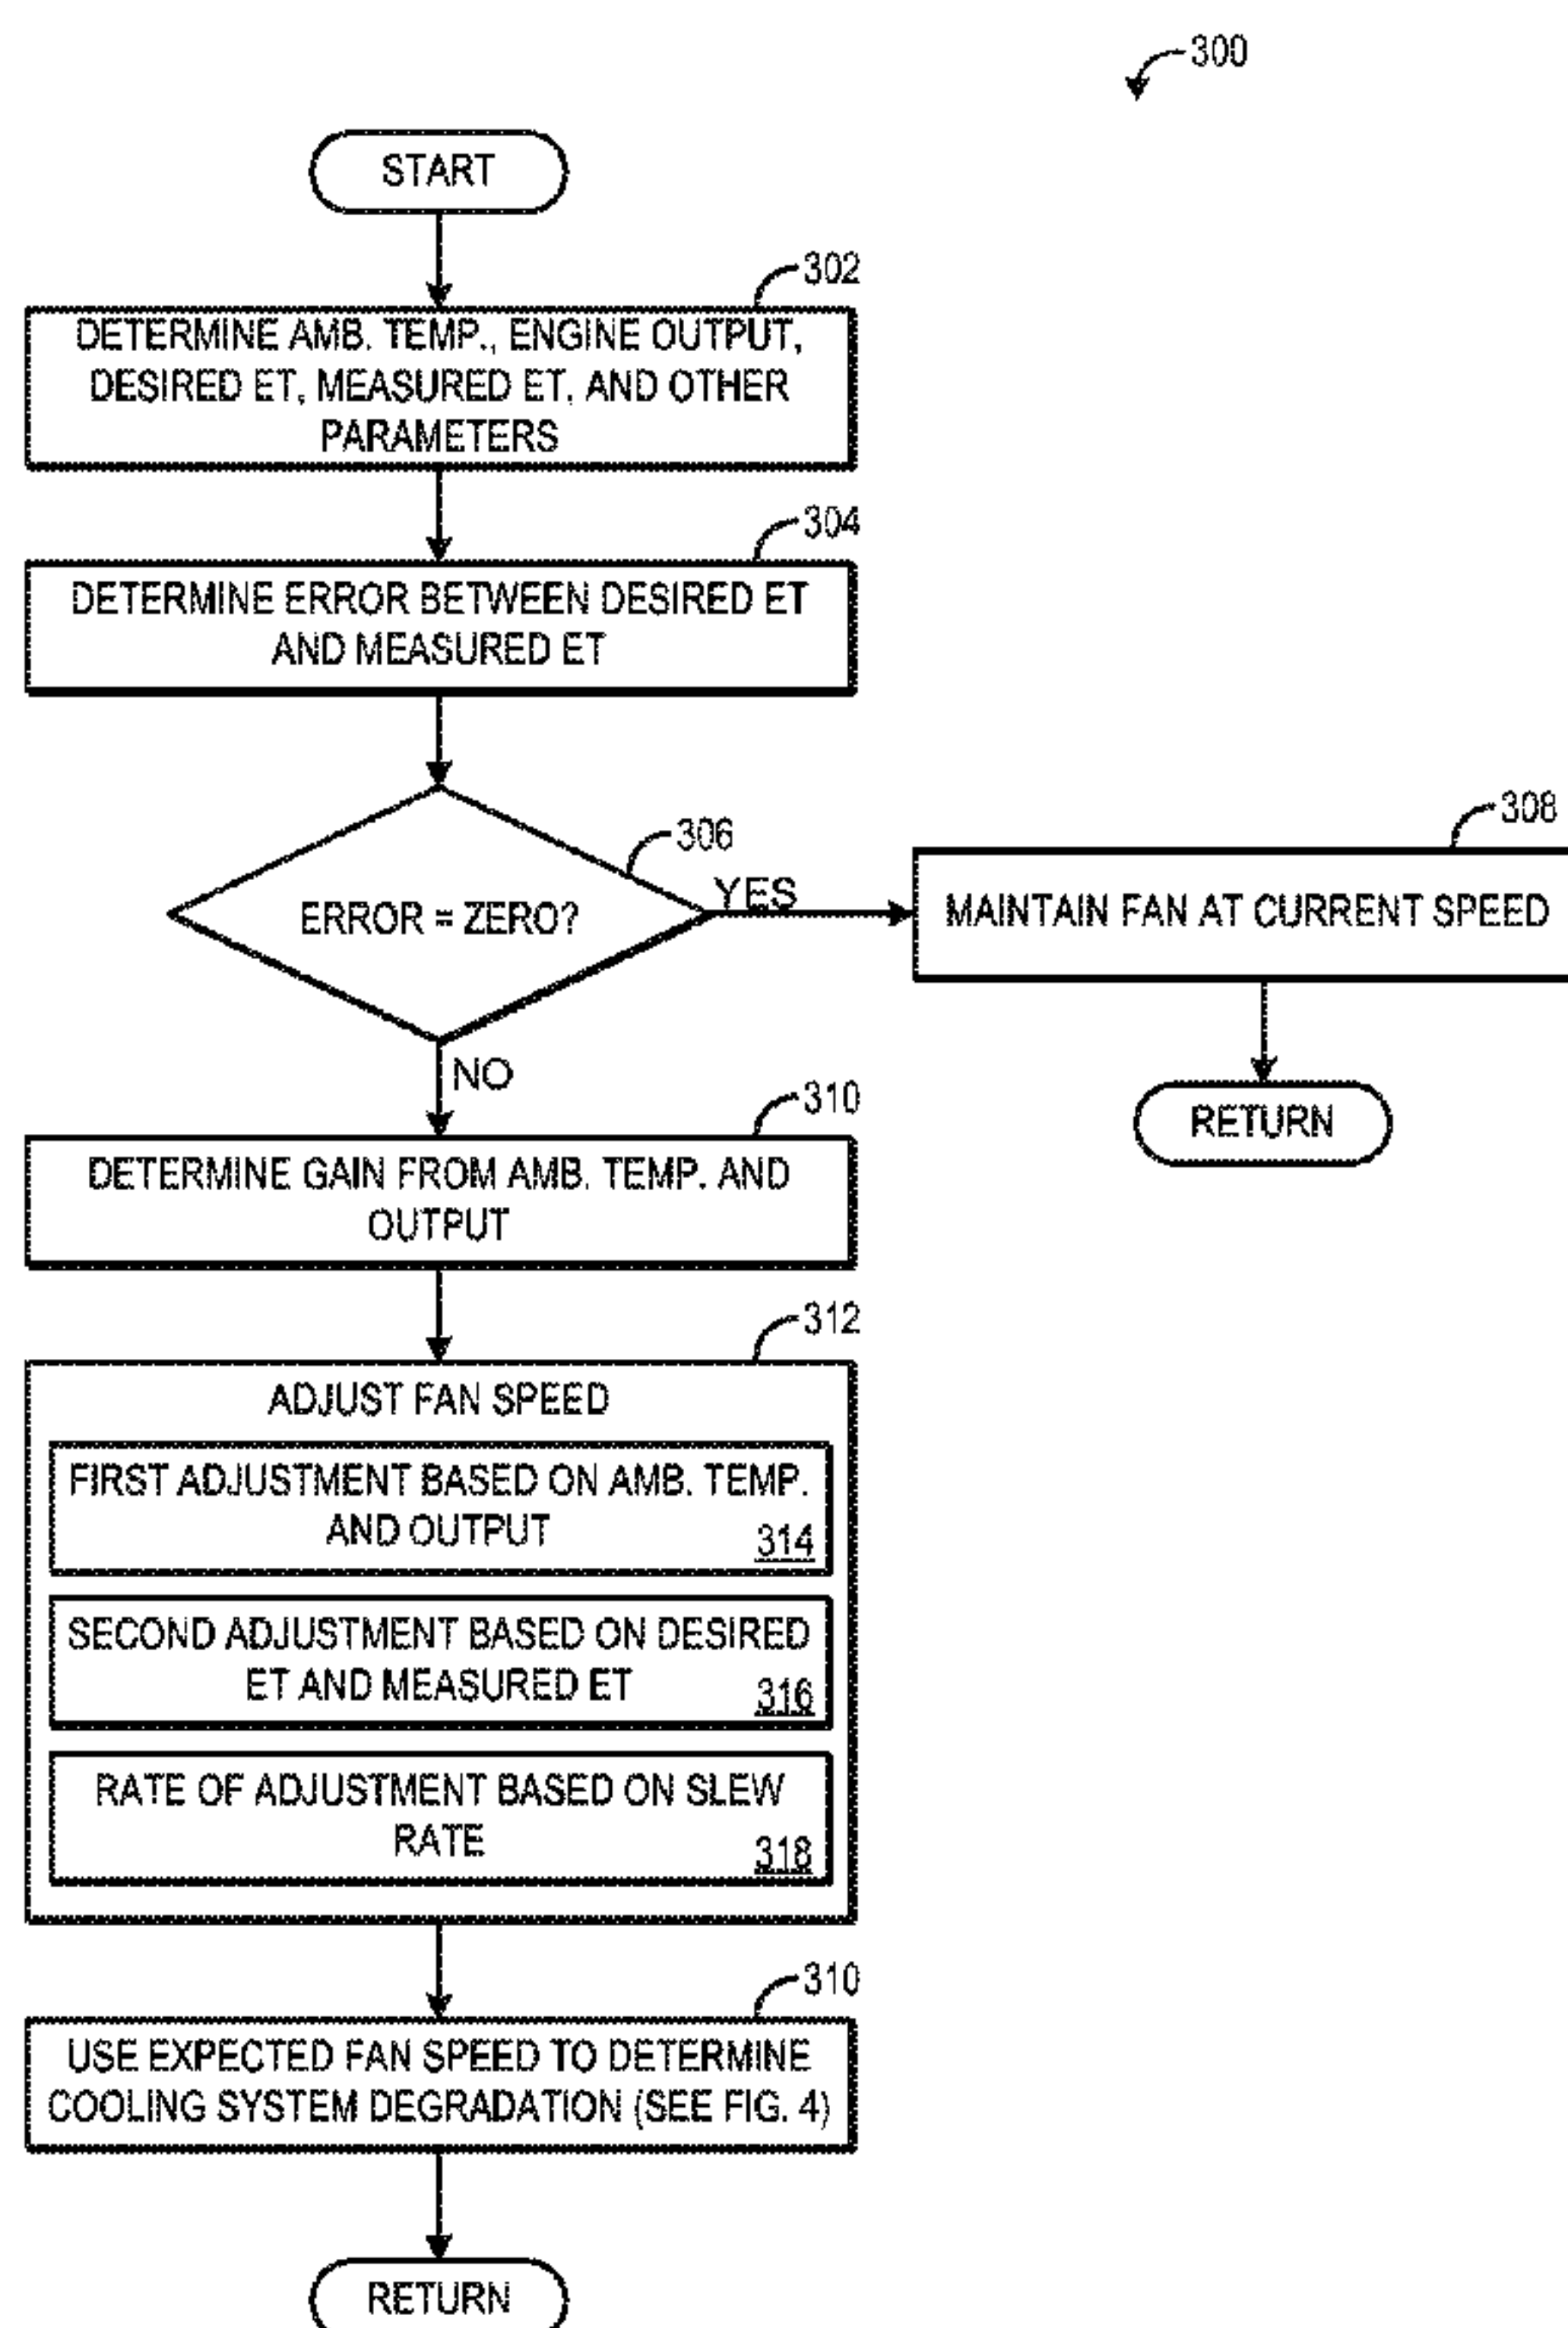 300
START
302
DETERMINE AMB. TEMP., ENGINE OUTPUT,
DESIRED ET, MEASURED ET, AND OTHER
PARAMETERS
304
DETERMINE ERROR BETWEEN DESIRED ET
AND MEASURED ET
306
ERROR = ZERO?
YES
308
MAINTAIN FAN AT CURRENT SPEED
RETURN
NO
310
DETERMINE GAIN FROM AMB. TEMP. AND
OUTPUT
312
ADJUST FAN SPEED
FIRST ADJUSTMENT BASED ON AMB. TEMP.
AND OUTPUT
314
SECOND ADJUSTMENT BASED ON DESIRED
ET AND MEASURED ET
316
RATE OF ADJUSTMENT BASED ON SLEW
RATE
318
310
USE EXPECTED FAN SPEED TO DETERMINE
COOLING SYSTEM DEGRADATION (SEE FIG. 4)
RETURN